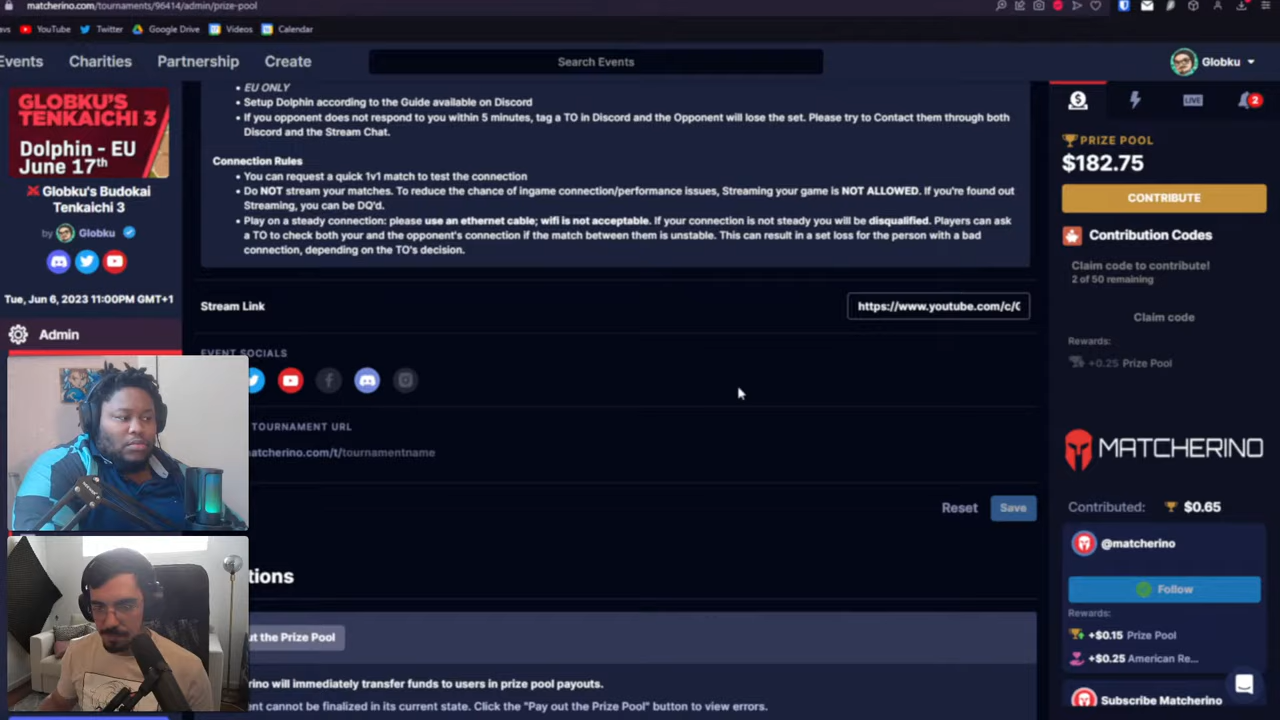 matcherino.com/tournaments/96414/admin/prize-pool
YouTube Twitter Google Drive Videos Calendar
Events Charities Partnership Create Search Events Globku
GLOBKU'S
TENKAICHI 3
Dolphin - EU
June 17th
Globku's Budokai
Tenkaichi 3
by Globku
Tue, Jun 6, 2023 11:00PM GMT+1
Admin
• EU ONLY
• Setup Dolphin according to the Guide available on Discord
• If you opponent does not respond to you within 5 minutes, tag a TO in Discord and the Opponent will lose the set. Please try to Contact them through both
Discord and the Stream Chat.
Connection Rules
• You can request a quick 1v1 match to test the connection
• Do NOT stream your matches. To reduce the chance of ingame connection/performance issues, Streaming your game is NOT ALLOWED. If you're found out
Streaming, you can be DQ'd.
• Play on a steady connection: please use an ethernet cable; wifi is not acceptable. If your connection is not steady you will be disqualified. Players can ask
a TO to check both your and the opponent's connection if the match between them is unstable. This can result in a set loss for the person with a bad
connection, depending on the TO's decision.
Stream Link https://www.youtube.com/c/
EVENT SOCIALS
TOURNAMENT URL
atcherino.com/t/tournamentname
Reset Save
tions
ut the Prize Pool
rino will immediately transfer funds to users in prize pool payouts.
ent cannot be finalized in its current state. Click the "Pay out the Prize Pool" button to view errors.
LIVE 2
PRIZE POOL
$182.75
CONTRIBUTE
Contribution Codes
Claim code to contribute!
2 of 50 remaining
Claim code
Rewards:
+0.25 Prize Pool
MATCHERINO
Contributed: $0.65
@matcherino
Follow
Rewards:
+$0.15 Prize Pool
+$0.25 American Re...
Subscribe Matcherino